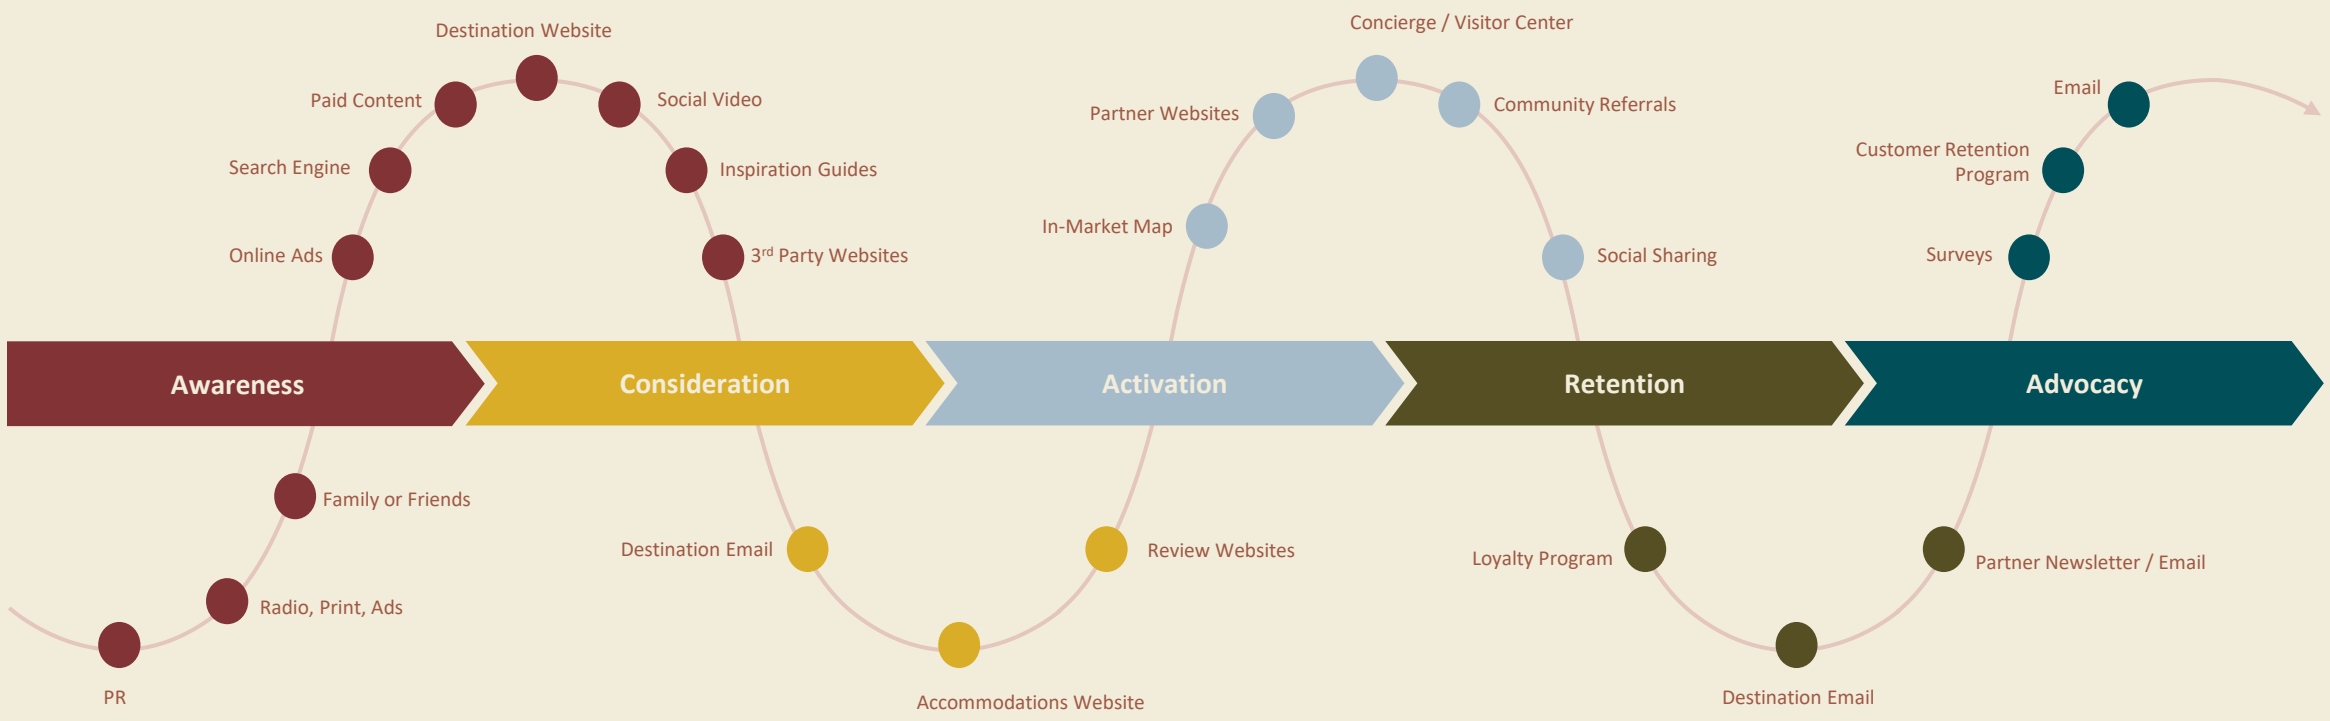 Destination Website
Paid Content
Social Video
Search Engine
Inspiration Guides
Online Ads
3rd Party Websites
Concierge / Visitor Center
Partner Websites
Community Referrals
In-Market Map
Social Sharing
Email
Customer Retention
Program
Surveys
Awareness
Consideration
Activation
Retention
Advocacy
Family or Friends
Radio, Print, Ads
PR
Destination Email
Review Websites
Accommodations Website
Loyalty Program
Partner Newsletter / Email
Destination Email